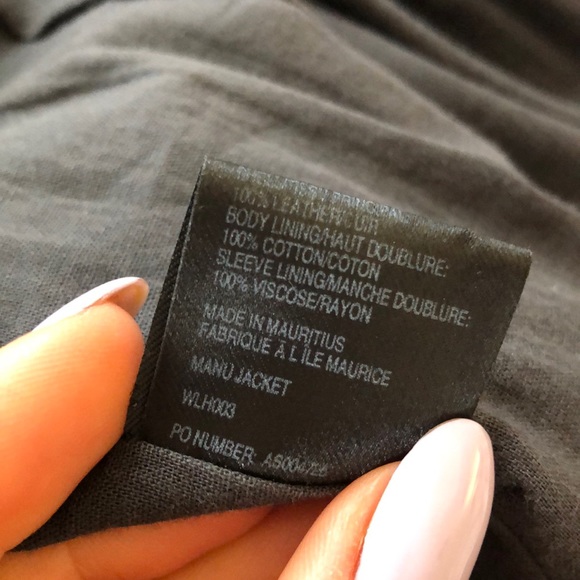 100% LEATHER/CUIR
BODY LINING/HAUT DOUBLURE:
100% COTTON/COTON
SLEEVE LINING/MANCHE DOUBLURE:
100% VISCOSE/RAYON
MADE IN MAURITIUS
FABRIQUE À L'ÎLE MAURICE
MANU JACKET
WLH003
PO NUMBER: